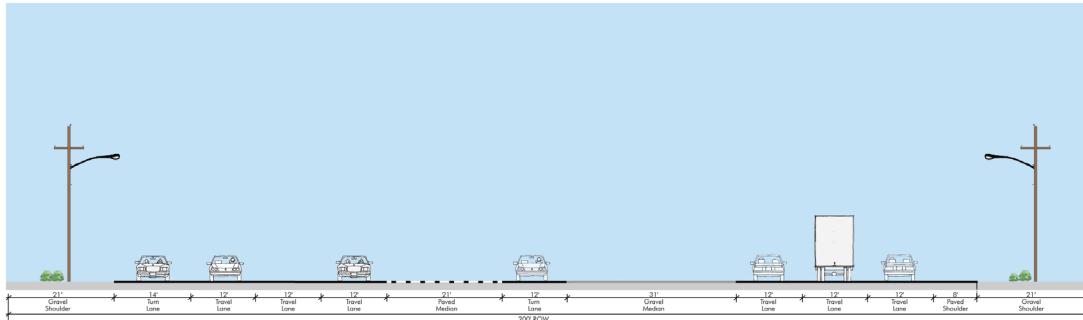 21' 14' 12' 12' 12' 21' 12' 31' 12' 12' 12' 8' 21'
Gravel Turn Travel Travel Travel Paved Turn Gravel Travel Travel Travel Paved Gravel
Shoulder Lane Lane Lane Lane Median Lane Median Lane Lane Lane Shoulder Shoulder
200' ROW